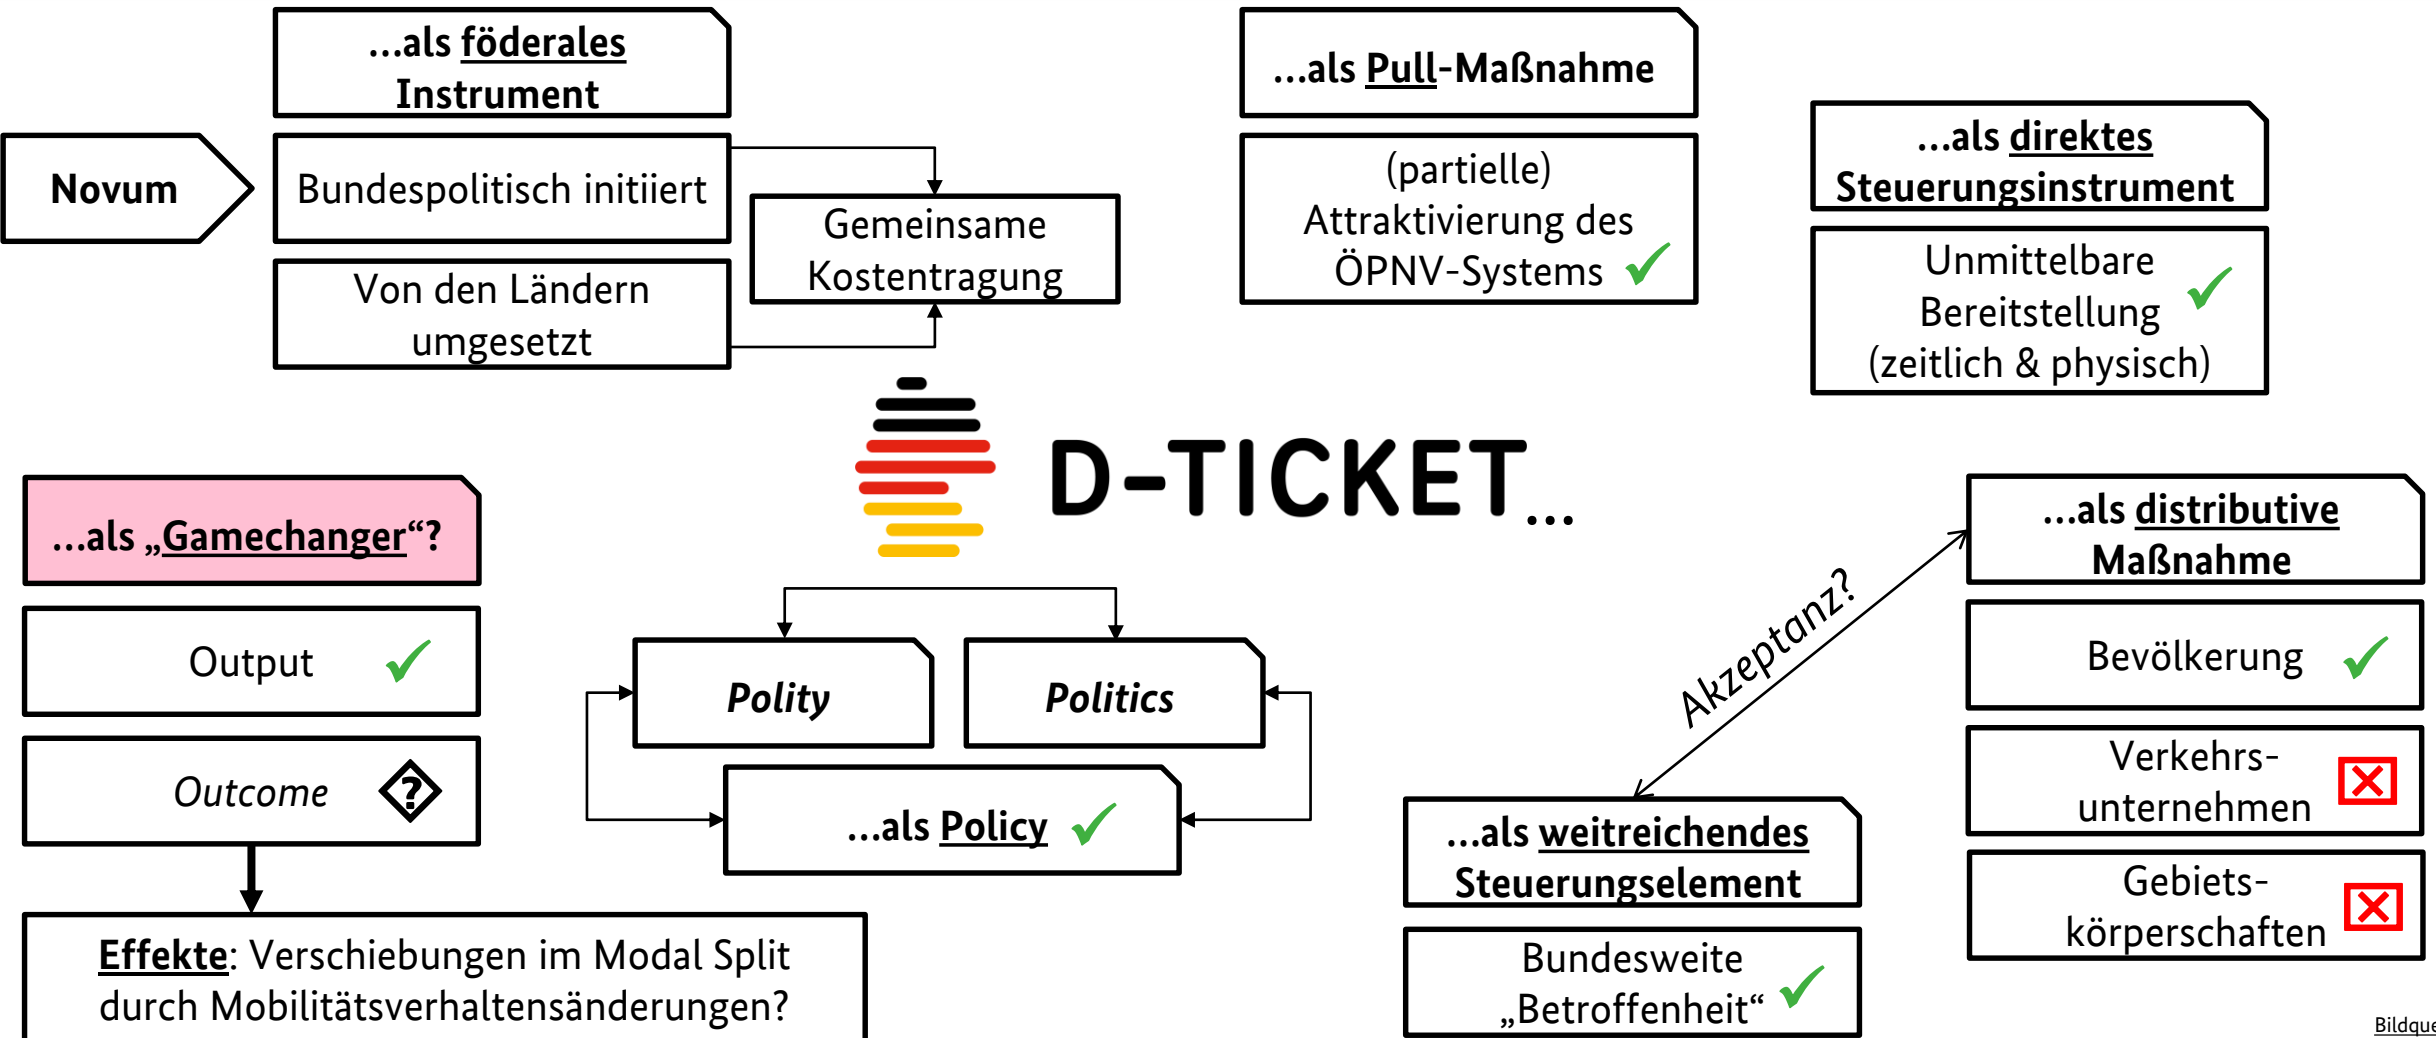 …als föderales
Instrument
Novum
Bundespolitisch initiiert
Von den Ländern
umgesetzt
Gemeinsame
Kostentragung
…als Pull-Maßnahme
(partielle)
Attraktivierung des
ÖPNV-Systems
…als direktes
Steuerungsinstrument
Unmittelbare
Bereitstellung
(zeitlich & physisch)
D-TICKET…
…als „Gamechanger“?
Output
Outcome
?
Effekte: Verschiebungen im Modal Split
durch Mobilitätsverhaltensänderungen?
Polity
Politics
…als Policy
Akzeptanz?
…als weitreichendes
Steuerungselement
Bundesweite
„Betroffenheit“
…als distributive
Maßnahme
Bevölkerung
Verkehrs-
unternehmen
Gebiets-
körperschaften